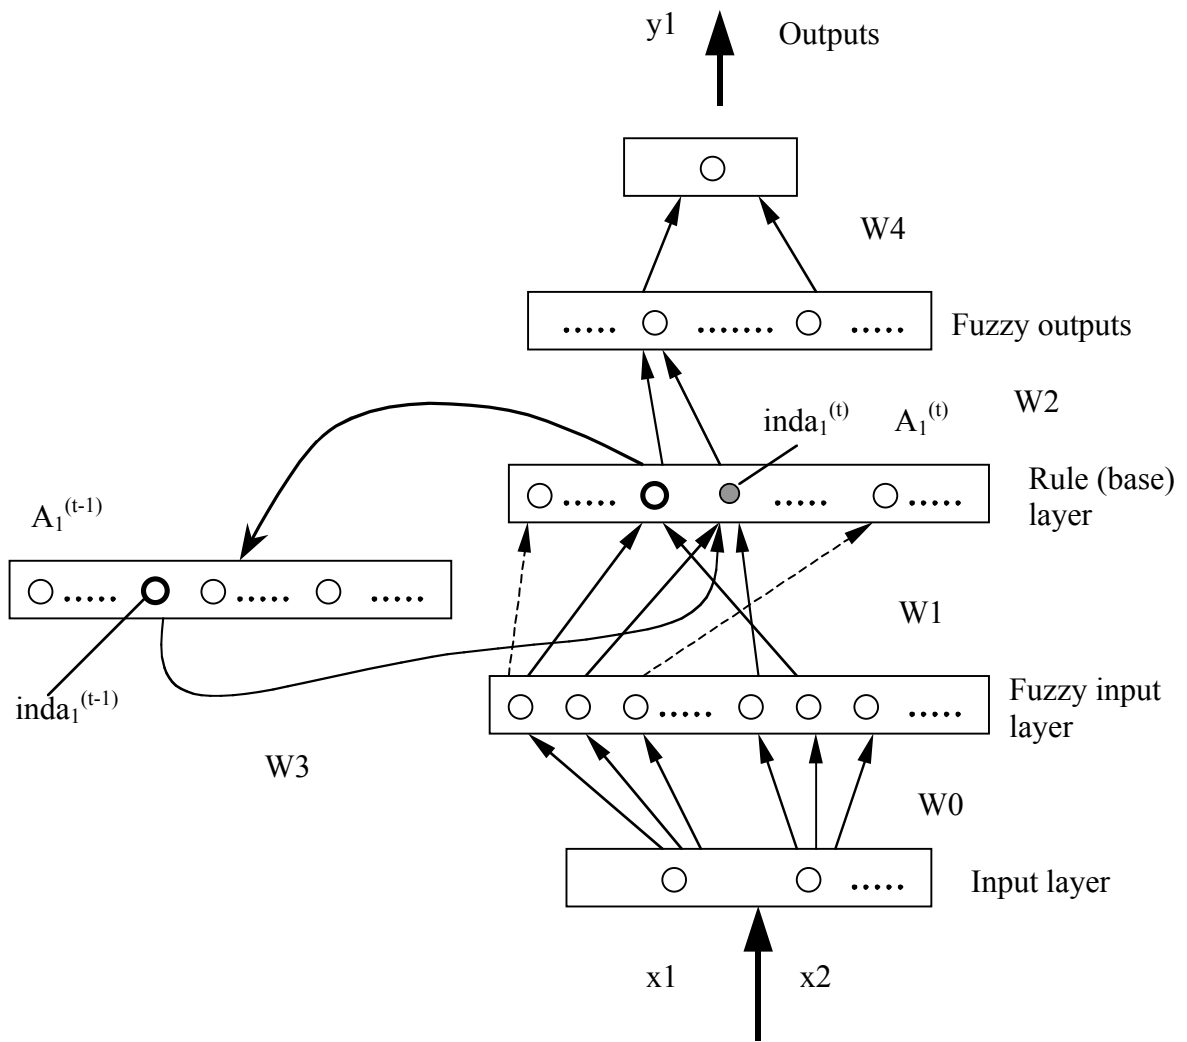 y1
Outputs
W4
Fuzzy outputs
W2
inda₁⁽ᵗ⁾
A₁⁽ᵗ⁾
Rule (base)
layer
A₁⁽ᵗ⁻¹⁾
W1
inda₁⁽ᵗ⁻¹⁾
Fuzzy input
layer
W3
W0
Input layer
x1
x2